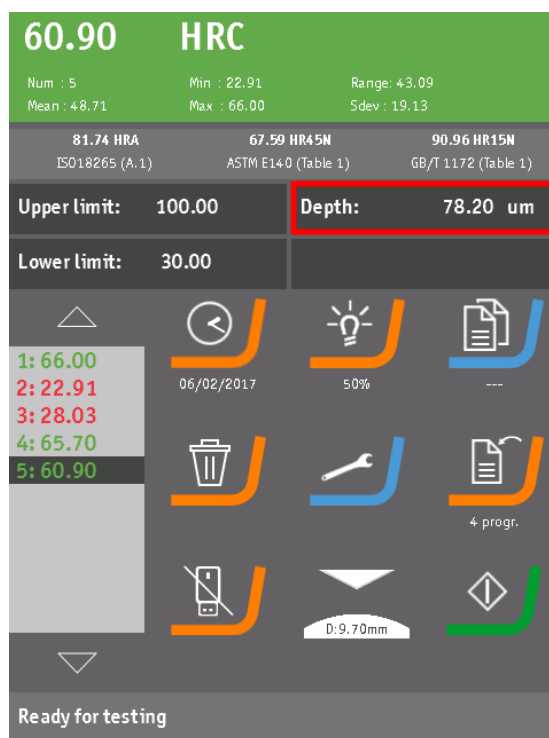 60.90 HRC
Num : 5 Min : 22.91 Range: 43.09
Mean : 48.71 Max : 66.00 Sdev : 19.13
81.74 HRA 67.59 HR45N 90.96 HR15N
ISO18265 (A.1) ASTM E140 (Table 1) GB/T 1172 (Table 1)
Upper limit: 100.00 Depth: 78.20 um
Lower limit: 30.00
1: 66.00
2: 22.91
3: 28.03
4: 65.70
5: 60.90
06/02/2017 50% ---
4 progr.
D:9.70mm
Ready for testing